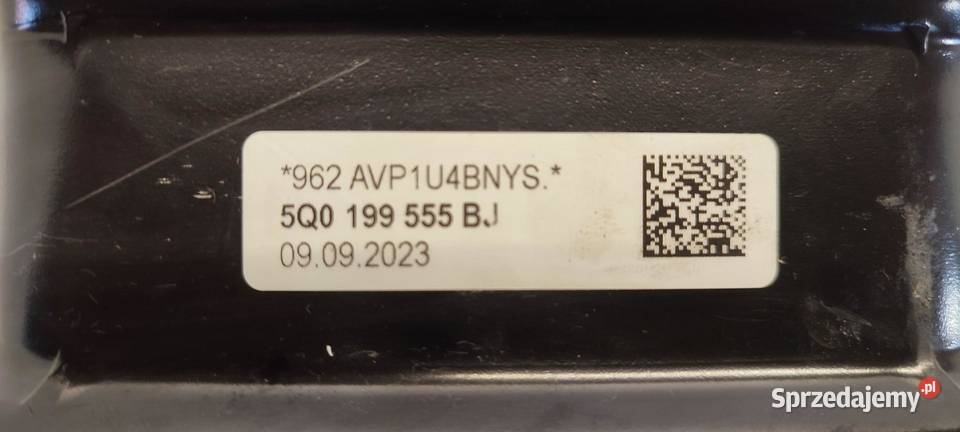 *962 AVP1U4BNYS.*
5Q0 199 555 BJ
09.09.2023
Sprzedajemy.pl